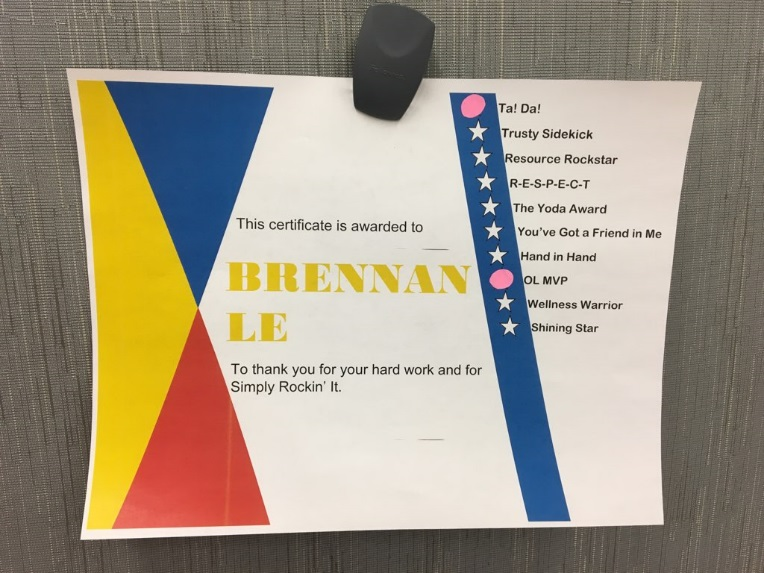 This certificate is awarded to
BRENNAN
LE
To thank you for your hard work and for
Simply Rockin' It.
Ta! Da!
Trusty Sidekick
Resource Rockstar
R-E-S-P-E-C-T
The Yoda Award
You've Got a Friend in Me
Hand in Hand
OL MVP
Wellness Warrior
Shining Star